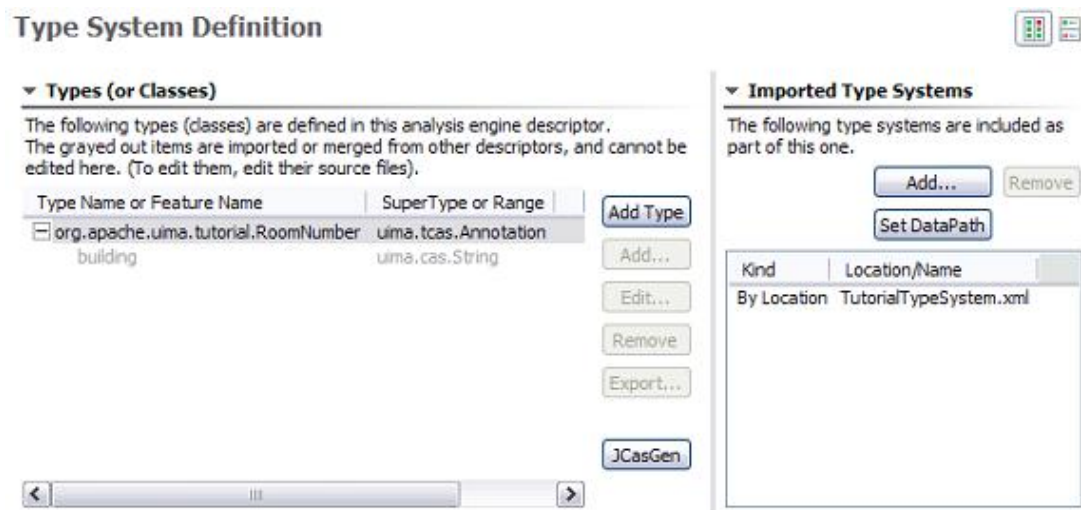 Type System Definition
Types (or Classes)
The following types (classes) are defined in this analysis engine descriptor.
The grayed out items are imported or merged from other descriptors, and cannot be
edited here. (To edit them, edit their source files).
Type Name or Feature Name SuperType or Range
org.apache.uima.tutorial.RoomNumber uima.tcas.Annotation
building uima.cas.String
Add Type
Add...
Edit...
Remove
Export...
JCasGen
Imported Type Systems
The following type systems are included as
part of this one.
Add... Remove
Set DataPath
Kind Location/Name
By Location TutorialTypeSystem.xml